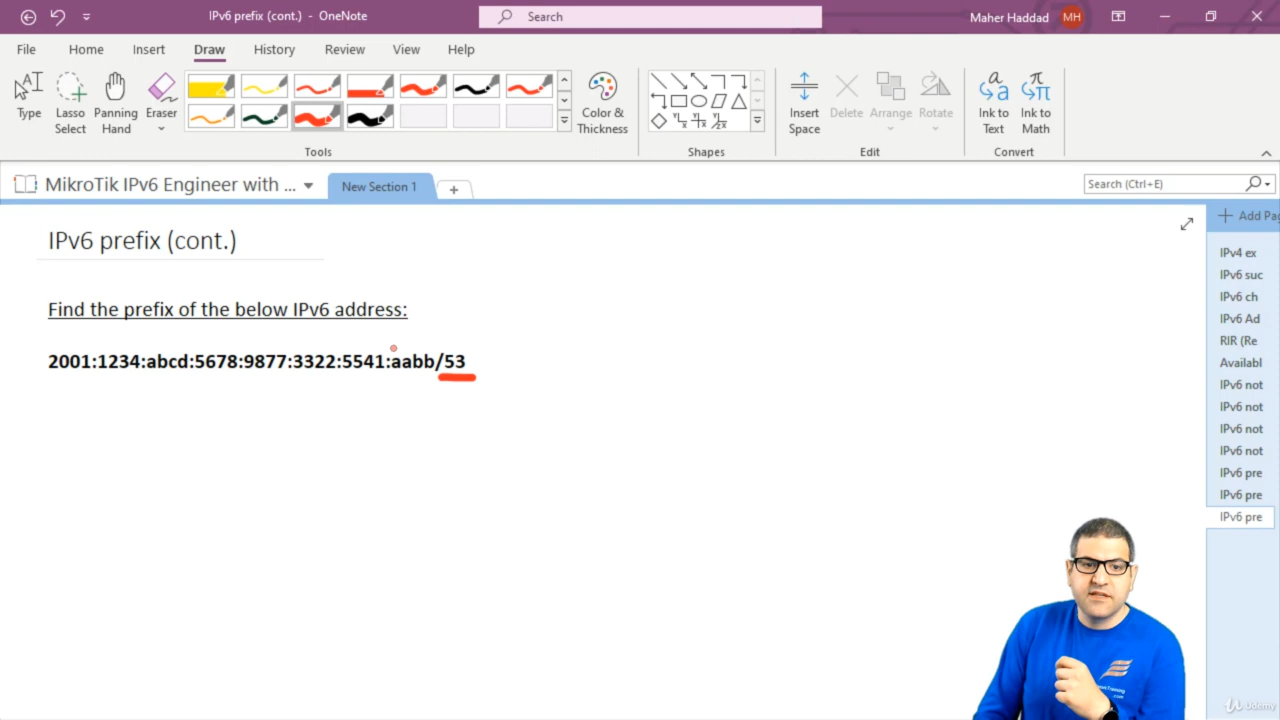 IPv6 prefix (cont.) - OneNote
Search
Maher Haddad
MH
File Home Insert Draw History Review View Help
Type
Lasso Select
Panning Hand
Eraser
Color & Thickness
Insert Space
Delete
Arrange
Rotate
Ink to Text
Ink to Math
Tools
Shapes
Edit
Convert
MikroTik IPv6 Engineer with ...
New Section 1
Search (Ctrl+E)
IPv6 prefix (cont.)
Find the prefix of the below IPv6 address:
2001:1234:abcd:5678:9877:3322:5541:aabb/53
Add Pag
IPv4 ex
IPv6 suc
IPv6 ch
IPv6 Ad
RIR (Re
Availabl
IPv6 not
IPv6 not
IPv6 not
IPv6 not
IPv6 pre
IPv6 pre
IPv6 pre
Udemy